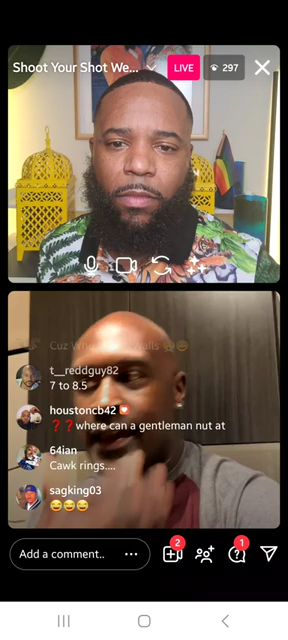 Shoot Your Shot We...
LIVE
297
Cuz
t__reddguy82
7 to 8.5
houstoncb42
❓❓where can a gentleman nut at
64ian
Cawk rings....
sagking03
😂😂😂
Add a comment..
2
1